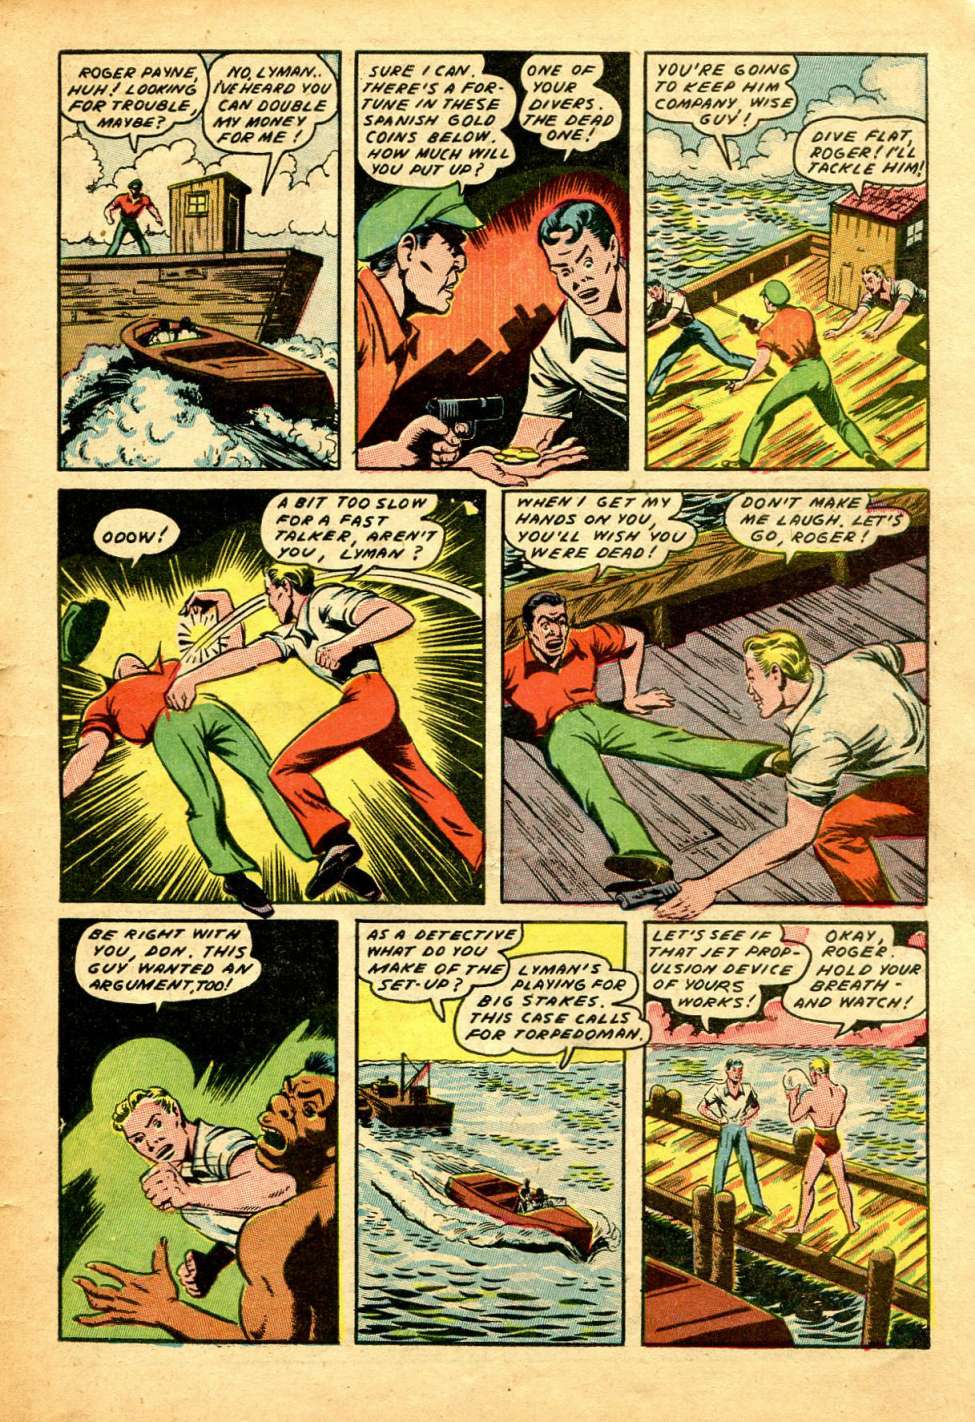 ROGER PAYNE,
HUH! LOOKING
FOR TROUBLE,
MAYBE?
NO, LYMAN..
I'VE HEARD YOU
CAN DOUBLE
MY MONEY
FOR ME!
SURE I CAN.
THERE'S A FOR-
TUNE IN THESE
SPANISH GOLD
COINS BELOW.
HOW MUCH WILL
YOU PUT UP?
ONE OF
YOUR
DIVERS.
THE DEAD
ONE!
YOU'RE GOING
TO KEEP HIM
COMPANY, WISE
GUY!
DIVE FLAT,
ROGER! I'LL
TACKLE HIM!
OOOW!
A BIT TOO SLOW
FOR A FAST
TALKER, AREN'T
YOU, LYMAN?
WHEN I GET MY
HANDS ON YOU,
YOU'LL WISH YOU
WERE DEAD!
DON'T MAKE
ME LAUGH. LET'S
GO, ROGER!
BE RIGHT WITH
YOU, DON. THIS
GUY WANTED AN
ARGUMENT, TOO!
AS A DETECTIVE
WHAT DO YOU
MAKE OF THE
SET-UP?
LYMAN'S
PLAYING FOR
BIG STAKES.
THIS CASE CALLS
FOR TORPEDOMAN.
LET'S SEE IF
THAT JET PROP-
ULSION DEVICE
OF YOURS
WORKS!
OKAY,
ROGER.
HOLD YOUR
BREATH-
AND WATCH!